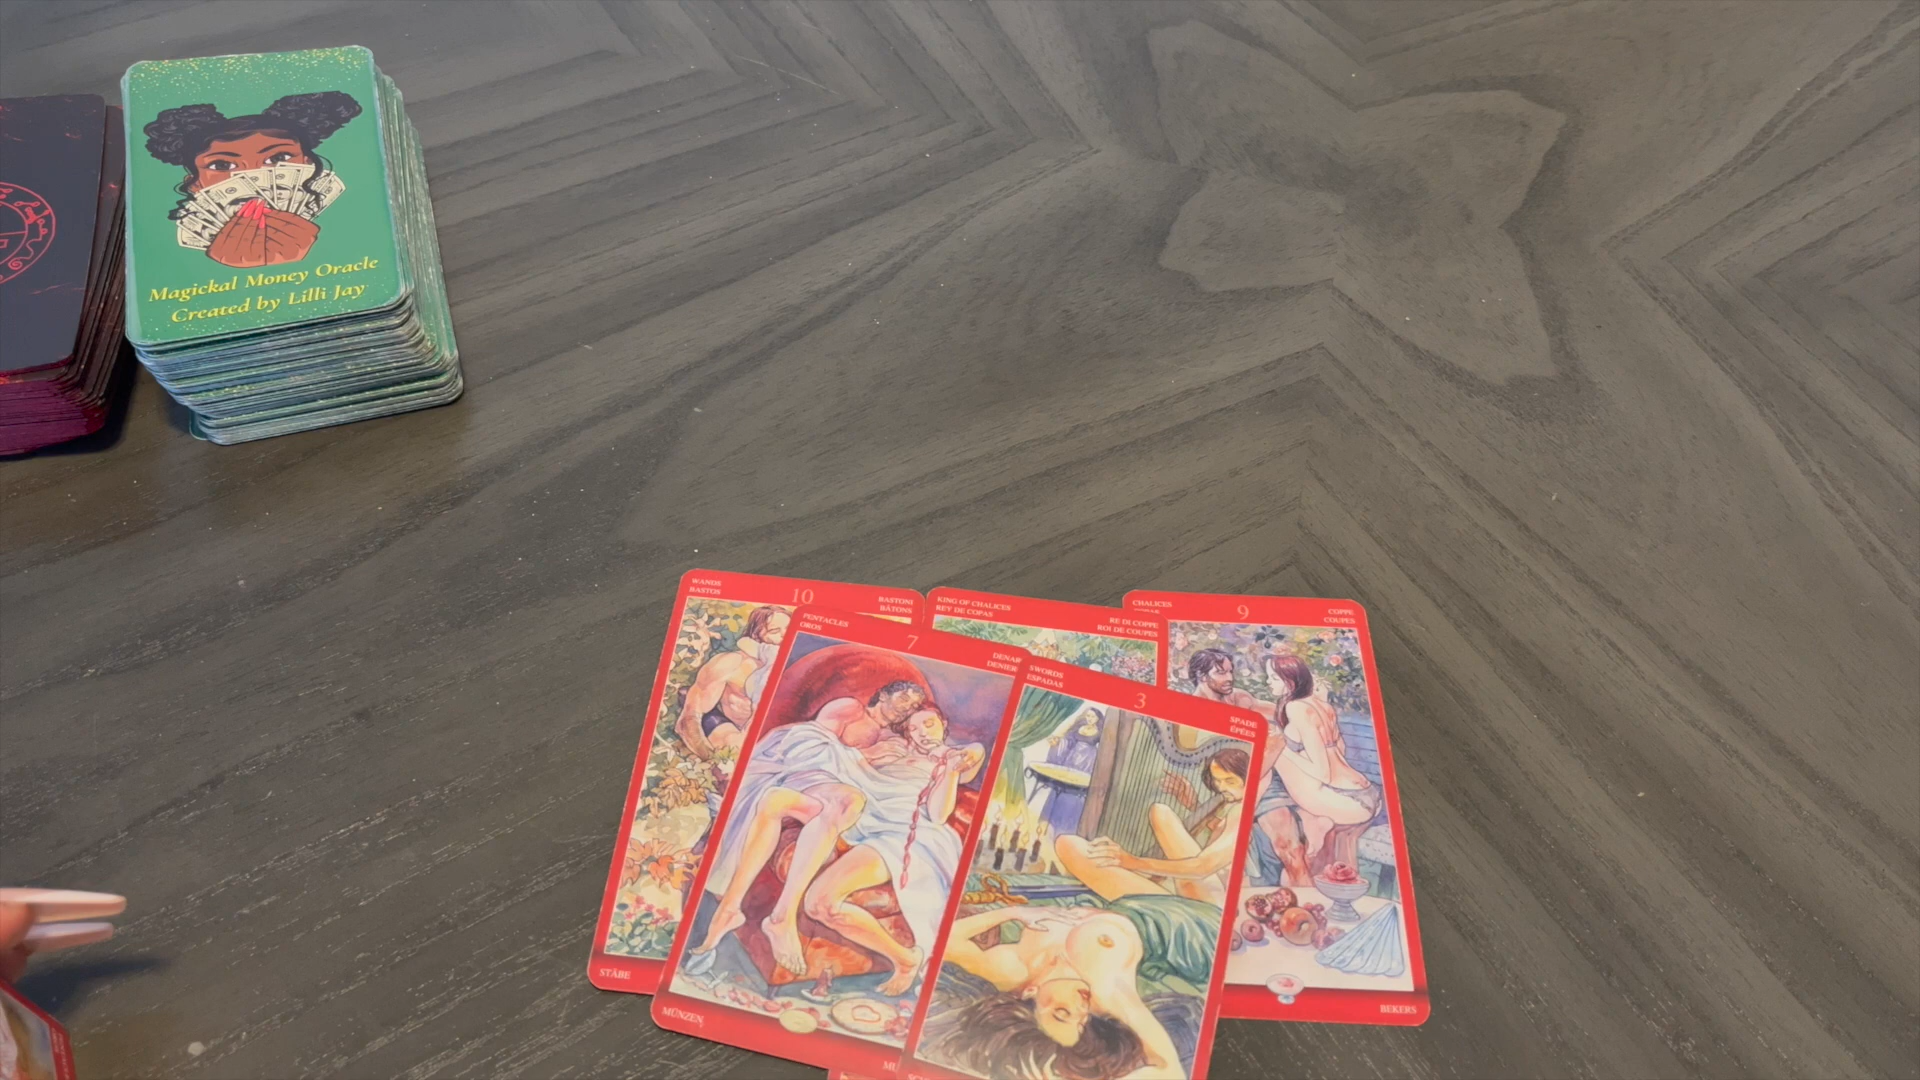 Magickal Money Oracle
Created by Lilli Jay
WANDS
BASTOS
10
BASTONI
BÂTONS
STÄBE
PENTACLES
OROS
7
DENIER
MÜNZEN
KING OF CHALICES
REY DE COPAS
RE DI COPPE
ROI DE COUPES
SWORDS
ESPADAS
3
SPADE
ÉPÉES
CHALICES
9
COPPE
COUPES
BEKERS